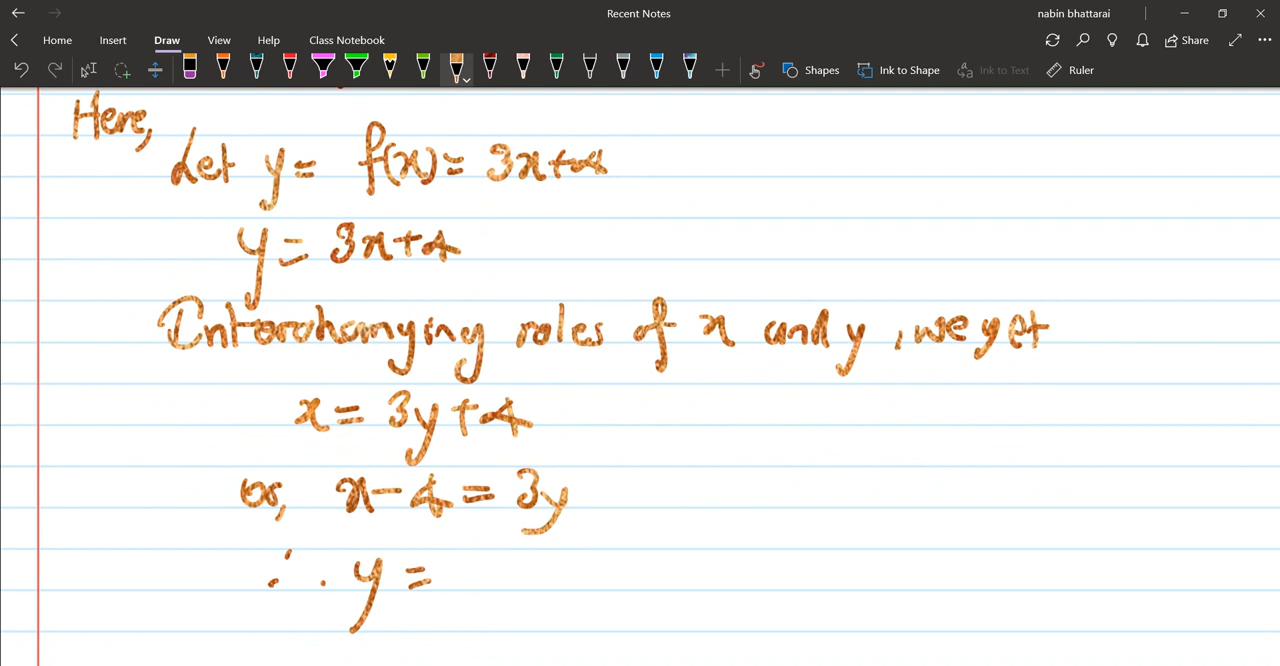 Recent Notes
nabin bhattarai
Home Insert Draw View Help Class Notebook
Share
Shapes Ink to Shape Ink to Text Ruler
Here,
Let y = f(x) = 3x+4
y = 3x+4
Interchanging roles of x and y, we get
x = 3y+4
or, x-4 = 3y
∴ y =